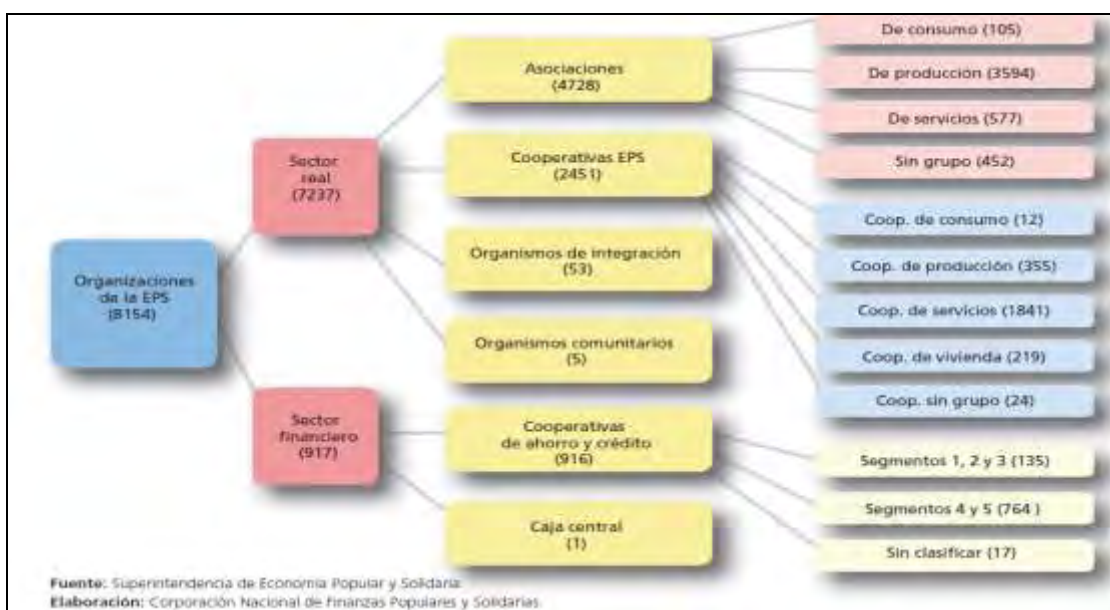 Organizaciones
de la EPS
(8154)
Sector
real
(7237)
Sector
financiero
(917)
Asociaciones
(4728)
Cooperativas EPS
(2451)
Organismos de integración
(53)
Organismos comunitarios
(5)
Cooperativas
de ahorro y crédito
(916)
Caja central
(1)
De consumo (105)
De producción (3594)
De servicios (577)
Sin grupo (452)
Coop. de consumo (12)
Coop. de producción (355)
Coop. de servicios (1841)
Coop. de vivienda (219)
Coop. sin grupo (24)
Segmentos 1, 2 y 3 (135)
Segmentos 4 y 5 (764 )
Sin clasificar (17)
Fuente: Superintendencia de Economía Popular y Solidaria.
Elaboración: Corporación Nacional de Finanzas Populares y Solidarias.